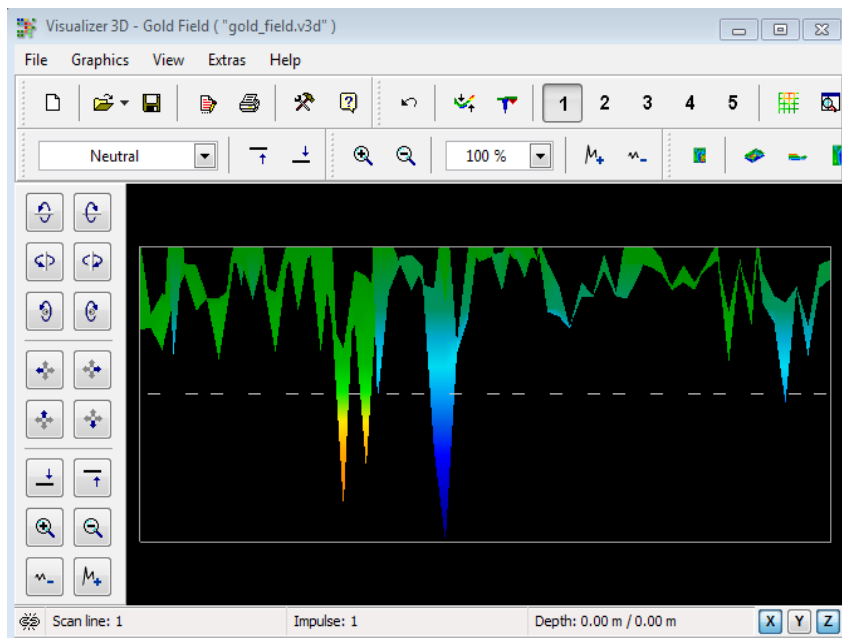 Visualizer 3D - Gold Field ( "gold_field.v3d" )
File Graphics View Extras Help
1 2 3 4 5
Neutral 100 %
Scan line: 1 Impulse: 1 Depth: 0.00 m / 0.00 m X Y Z